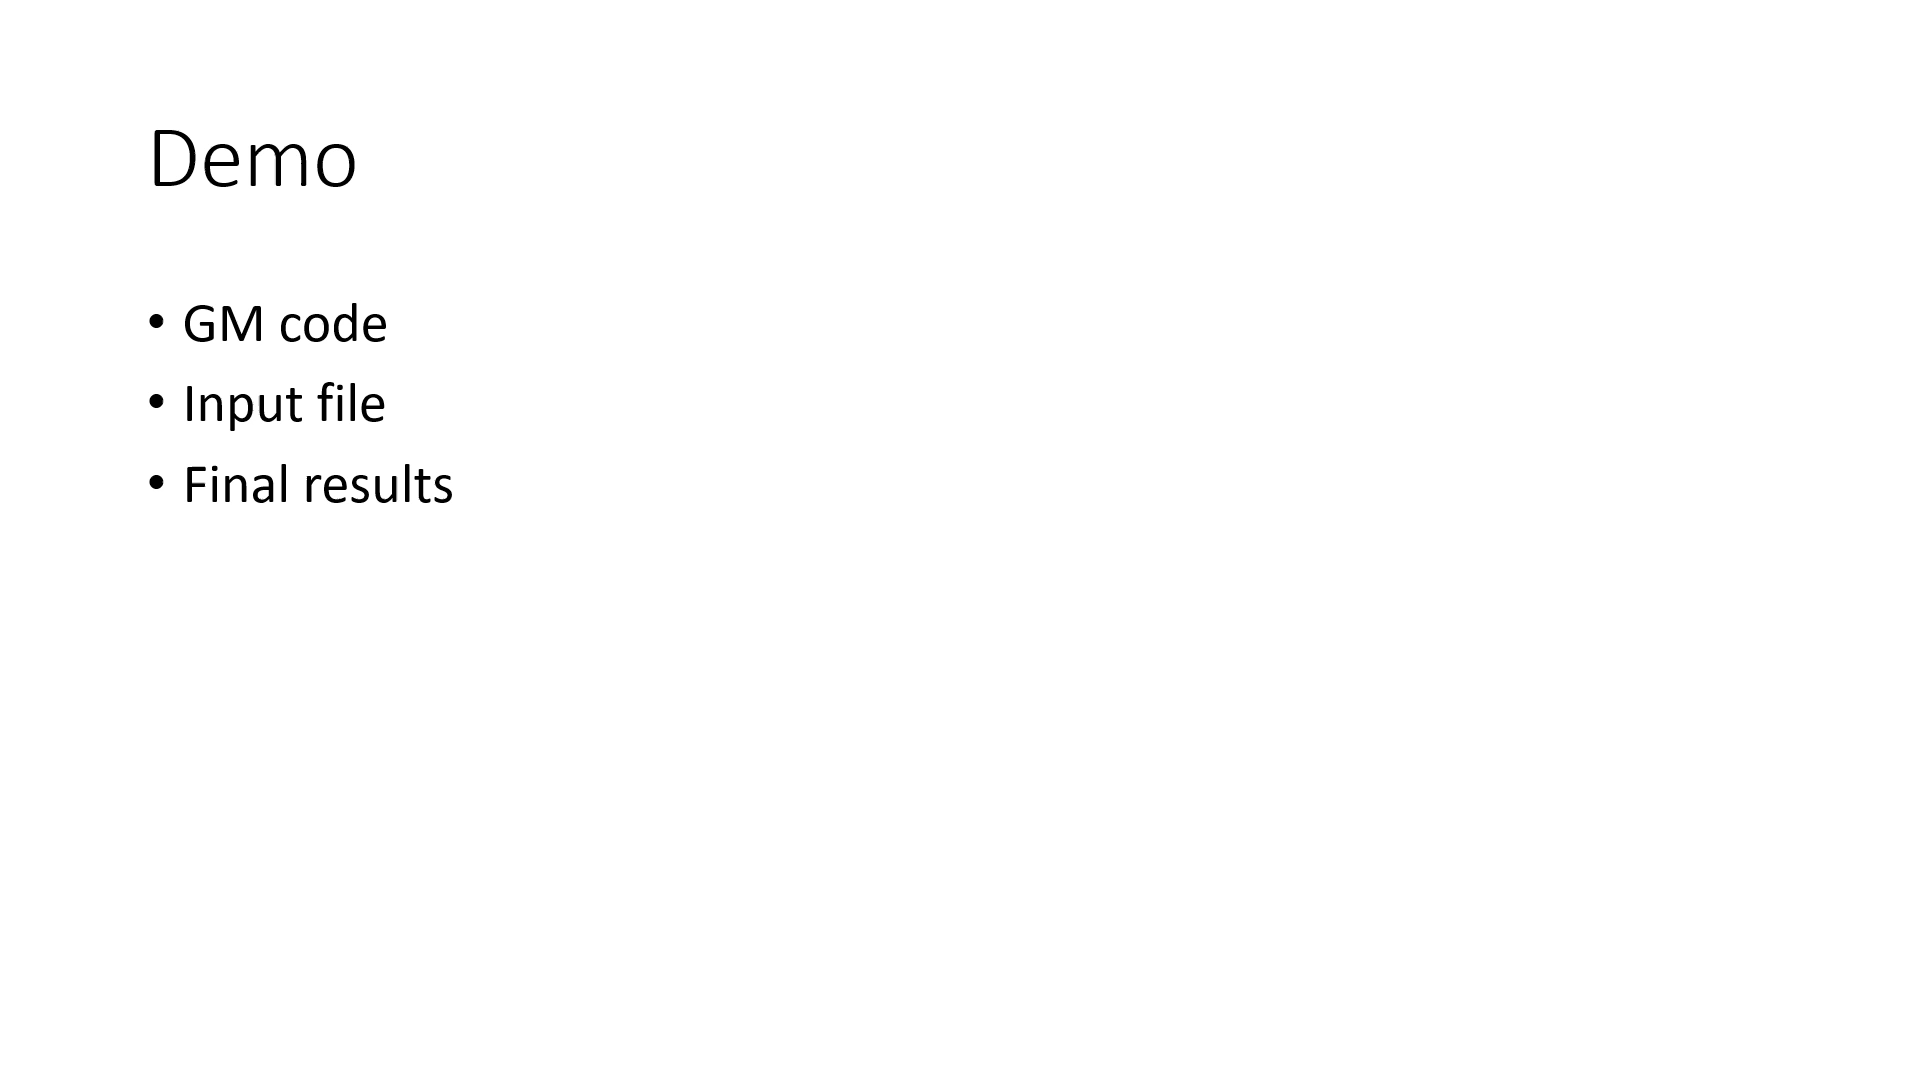 Demo
• GM code
• Input file
• Final results